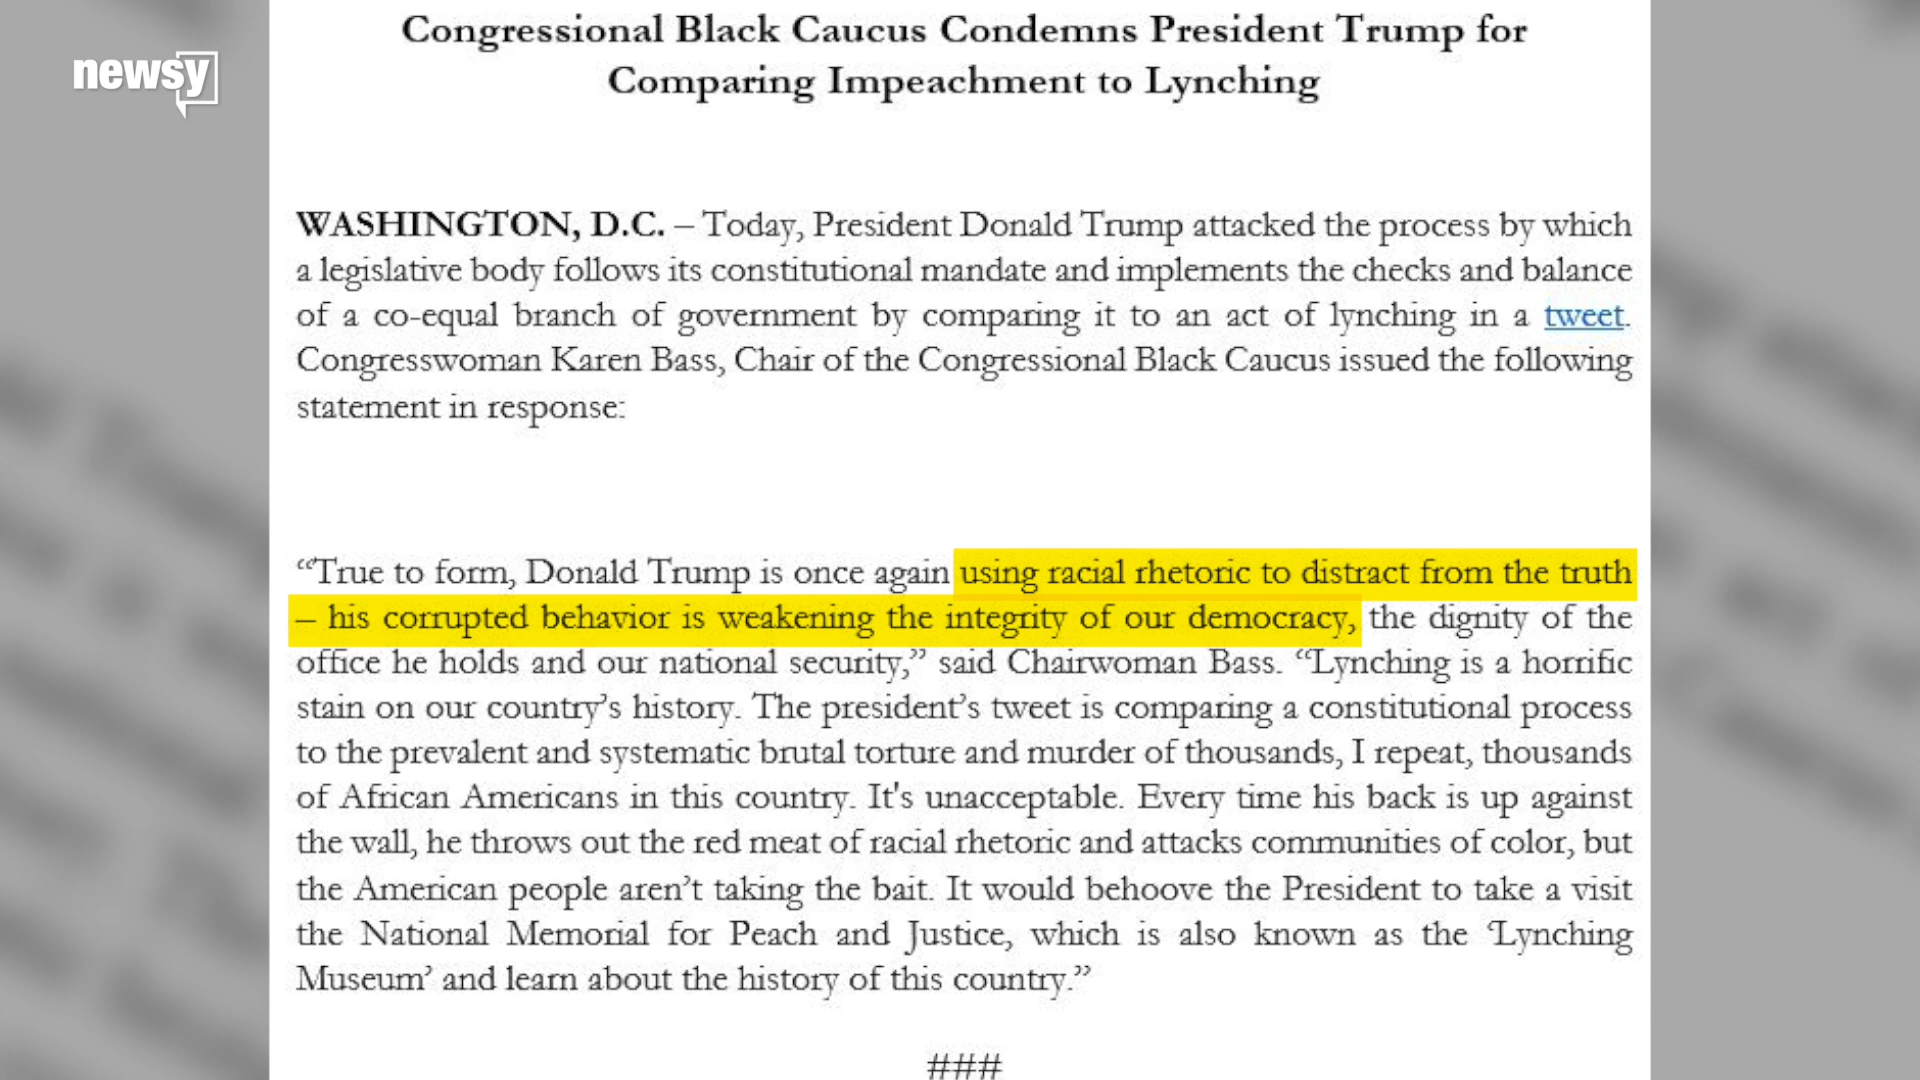 newsy
Congressional Black Caucus Condemns President Trump for
Comparing Impeachment to Lynching
WASHINGTON, D.C. – Today, President Donald Trump attacked the process by which
a legislative body follows its constitutional mandate and implements the checks and balance
of a co-equal branch of government by comparing it to an act of lynching in a tweet.
Congresswoman Karen Bass, Chair of the Congressional Black Caucus issued the following
statement in response:
“True to form, Donald Trump is once again using racial rhetoric to distract from the truth
– his corrupted behavior is weakening the integrity of our democracy, the dignity of the
office he holds and our national security,” said Chairwoman Bass. “Lynching is a horrific
stain on our country’s history. The president’s tweet is comparing a constitutional process
to the prevalent and systematic brutal torture and murder of thousands, I repeat, thousands
of African Americans in this country. It's unacceptable. Every time his back is up against
the wall, he throws out the red meat of racial rhetoric and attacks communities of color, but
the American people aren’t taking the bait. It would behoove the President to take a visit
the National Memorial for Peach and Justice, which is also known as the ‘Lynching
Museum’ and learn about the history of this country.”
###